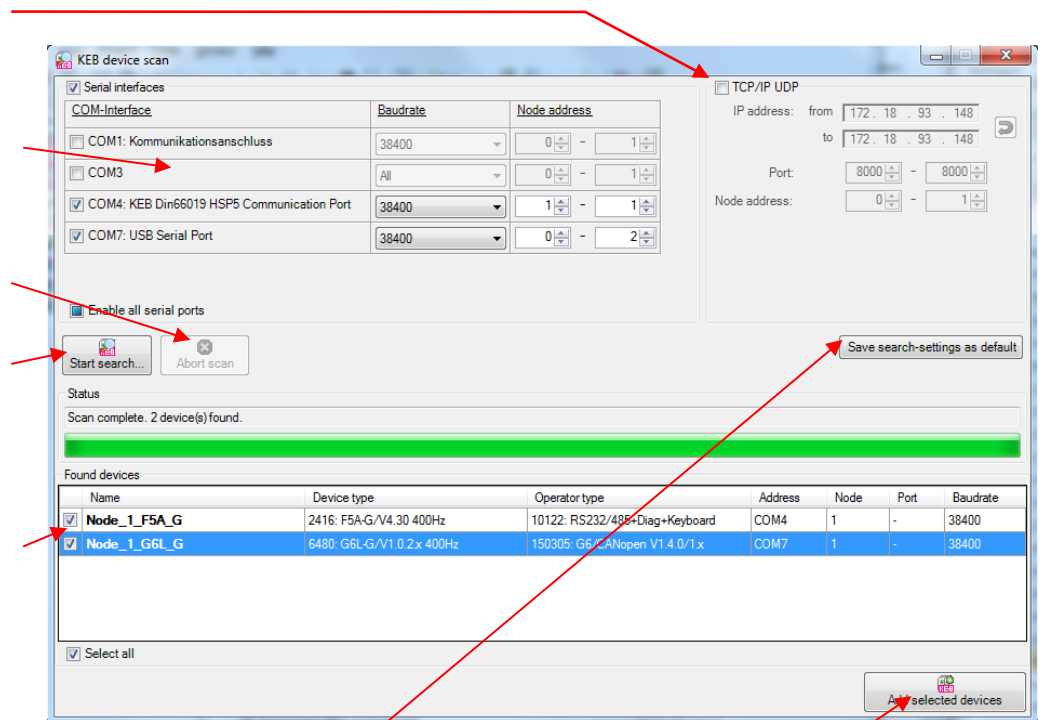 KEB device scan
Serial interfaces
COM-Interface Baudrate Node address
COM1: Kommunikationsanschluss 38400 0 - 1
COM3 All 0 - 1
COM4: KEB Din66019 HSP5 Communication Port 38400 1 - 1
COM7: USB Serial Port 38400 0 - 2
Enable all serial ports
TCP/IP UDP
IP address: from 172 . 18 . 93 . 148
to 172 . 18 . 93 . 148
Port: 8000 - 8000
Node address: 0 - 1
Start search... Abort scan
Save search-settings as default
Status
Scan complete. 2 device(s) found.
Found devices
Name Device type Operator type Address Node Port Baudrate
Node_1_F5A_G 2416: F5A-G/V4.30 400Hz 10122: RS232/485+Diag+Keyboard COM4 1 - 38400
Node_1_G6L_G 6480: G6L-G/V1.0.2.x 400Hz 150305: G6/CANopen V1.4.0/1.x COM7 1 - 38400
Select all
Add selected devices